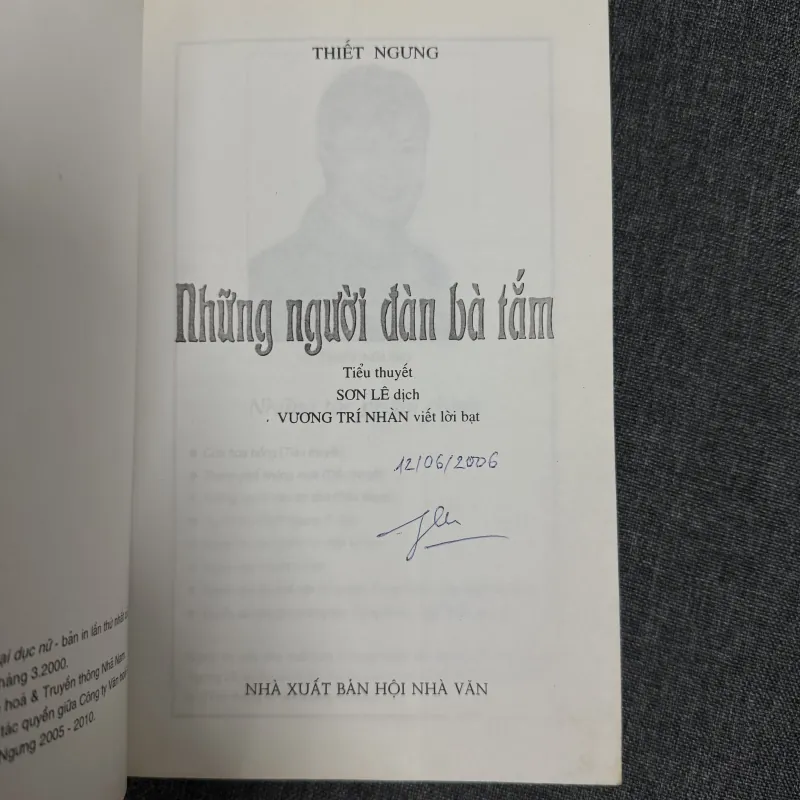 THIẾT NGƯNG
Những người đàn bà tắm
Tiểu thuyết
SƠN LÊ dịch
VƯƠNG TRÍ NHÀN viết lời bạt
12/06/2006
NHÀ XUẤT BẢN HỘI NHÀ VĂN
ại dục nữ - bản in lần thứ nhất
háng 3.2000.
hoá & Truyền thông Nhã Nam
tác quyền giữa Công ty Văn
Ngưng 2005 - 2010.